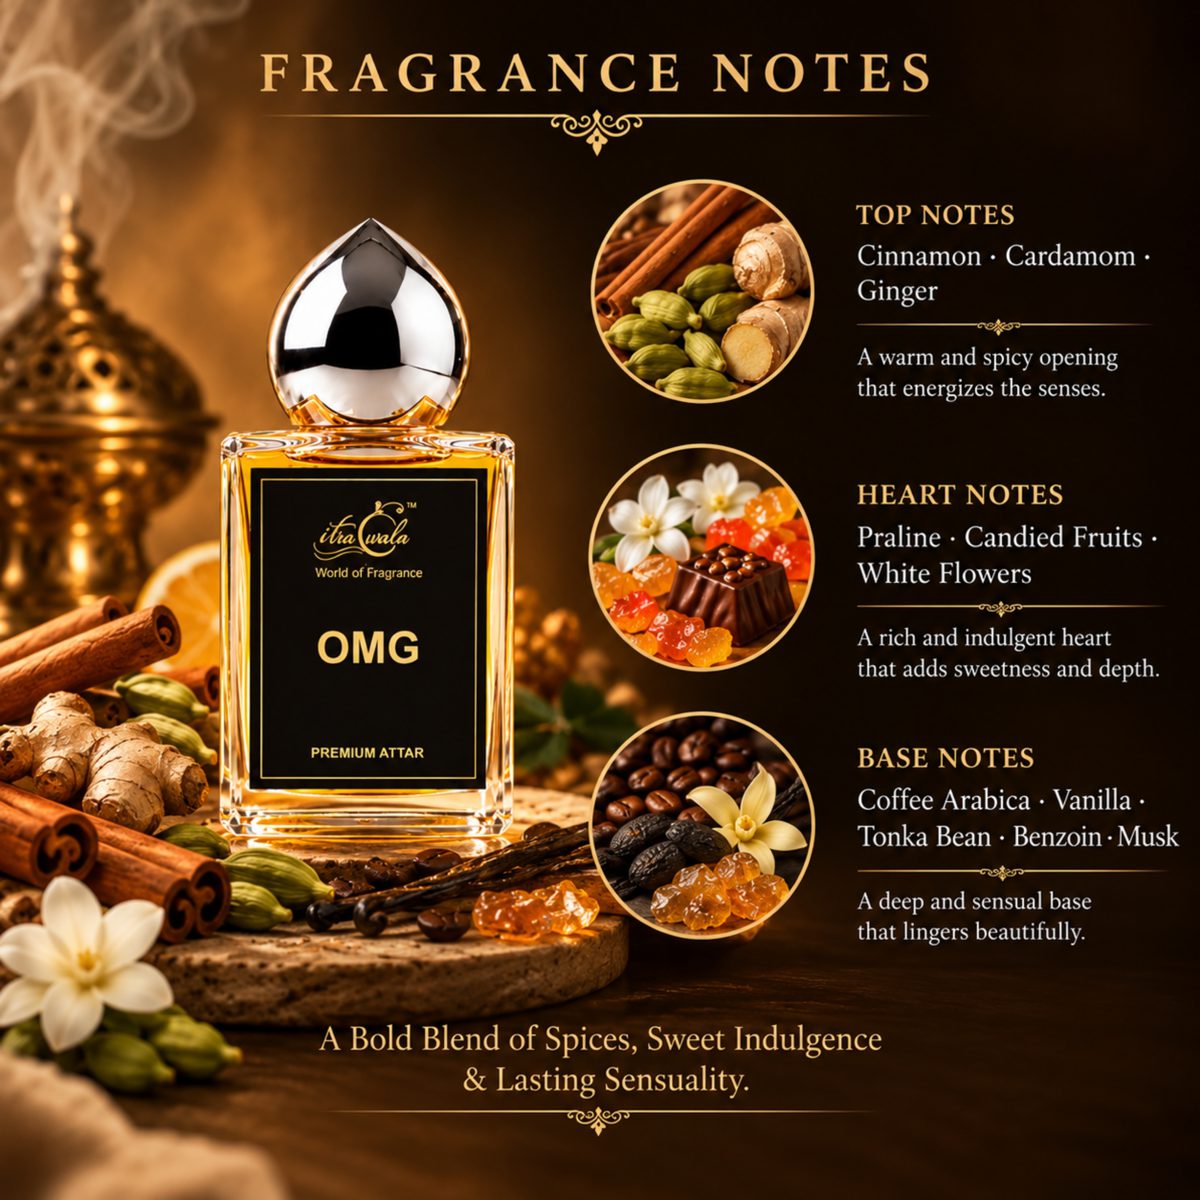 FRAGRANCE NOTES
itra wala™
World of Fragrance
OMG
PREMIUM ATTAR
TOP NOTES
Cinnamon · Cardamom ·
Ginger
A warm and spicy opening
that energizes the senses.
HEART NOTES
Praline · Candied Fruits ·
White Flowers
A rich and indulgent heart
that adds sweetness and depth.
BASE NOTES
Coffee Arabica · Vanilla ·
Tonka Bean · Benzoin · Musk
A deep and sensual base
that lingers beautifully.
A Bold Blend of Spices, Sweet Indulgence
& Lasting Sensuality.